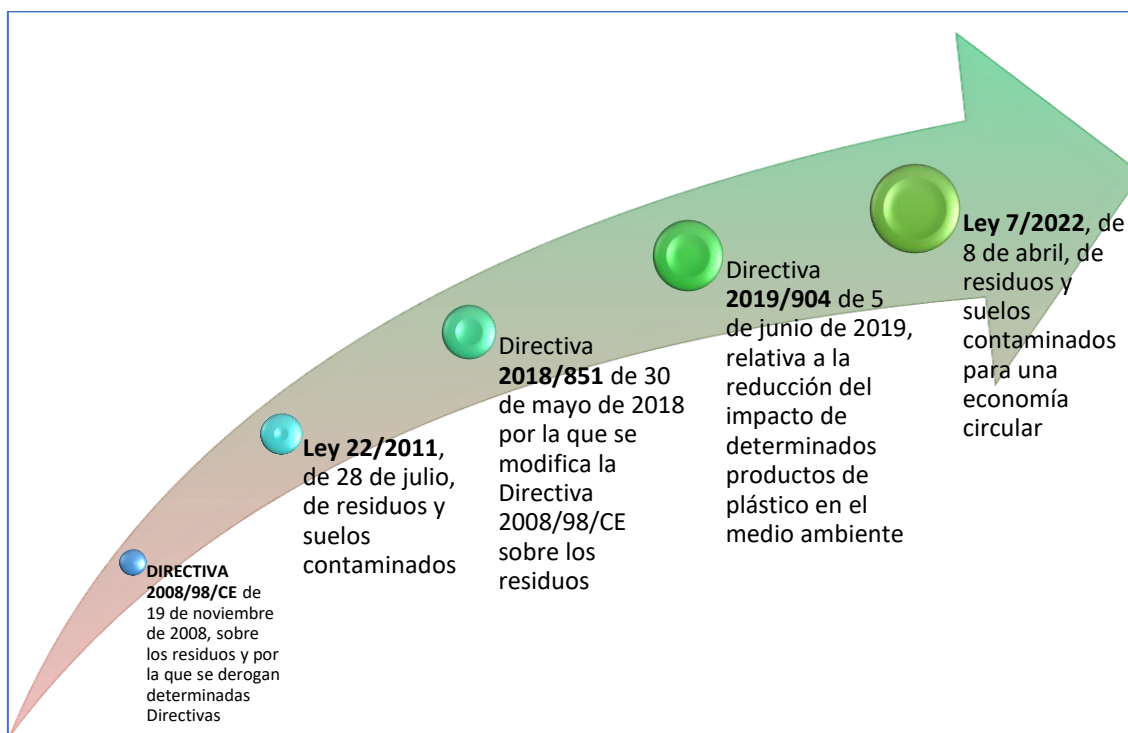 DIRECTIVA
2008/98/CE de
19 de noviembre
de 2008, sobre
los residuos y por
la que se derogan
determinadas
Directivas
Ley 22/2011,
de 28 de julio,
de residuos y
suelos
contaminados
Directiva
2018/851 de 30
de mayo de 2018
por la que se
modifica la
Directiva
2008/98/CE
sobre los
residuos
Directiva
2019/904 de 5
de junio de 2019,
relativa a la
reducción del
impacto de
determinados
productos de
plástico en el
medio ambiente
Ley 7/2022, de
8 de abril, de
residuos y
suelos
contaminados
para una
economía
circular